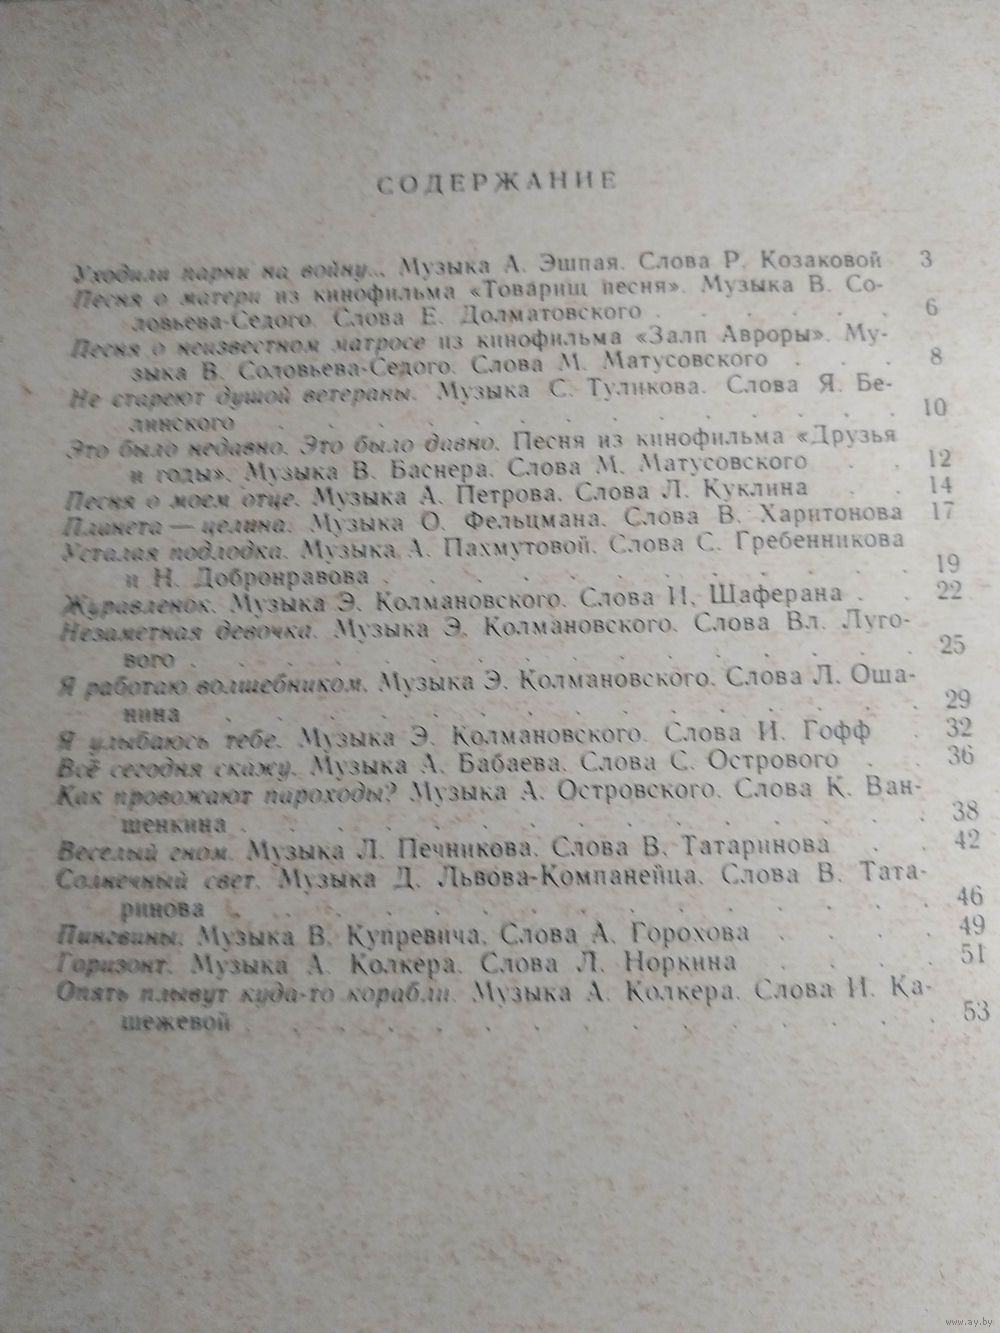 СОДЕРЖАНИЕ
Уходили парни на войну... Музыка А. Эшпая. Слова Р. Козаковой 3
Песня о матери из кинофильма «Товарищ песня». Музыка В. Со-
ловьева-Седого. Слова Е. Долматовского . . . . . . 6
Песня о неизвестном матросе из кинофильма «Залп Авроры». Му-
зыка В. Соловьева-Седого. Слова М. Матусовского . . . 8
Не стареют душой ветераны. Музыка С. Туликова. Слова Я. Бе-
линского . . . . . . . . . . . . . . 10
Это было недавно. Это было давно. Песня из кинофильма «Друзья
и годы». Музыка В. Баснера. Слова М. Матусовского . . 12
Песня о моем отце. Музыка А. Петрова. Слова Л. Куклина . . 14
Планета — целина. Музыка О. Фельцмана. Слова В. Харитонова 17
Усталая подлодка. Музыка А. Пахмутовой. Слова С. Гребенникова
и Н. Добронравова . . . . . . . . . . . 19
Журавленок. Музыка Э. Колмановского. Слова И. Шаферана . . 22
Незаметная девочка. Музыка Э. Колмановского. Слова Вл. Луго-
вого . . . . . . . . . . . . . . . 25
Я работаю волшебником. Музыка Э. Колмановского. Слова Л. Оша-
нина . . . . . . . . . . . . . . . 29
Я улыбаюсь тебе. Музыка Э. Колмановского. Слова И. Гофф . 32
Всё сегодня скажу. Музыка А. Бабаева. Слова С. Острового . . 36
Как провожают пароходы? Музыка А. Островского. Слова К. Ван-
шенкина . . . . . . . . . . . . . . 38
Веселый гном. Музыка Л. Печникова. Слова В. Татаринова . . 42
Солнечный свет. Музыка Д. Львова-Компанейца. Слова В. Тата-
ринова . . . . . . . . . . . . . . . 46
Пингвины. Музыка В. Купревича. Слова А. Горохова . . . . 49
Горизонт. Музыка А. Колкера. Слова Л. Норкина . . . . 51
Опять плывут куда-то корабли. Музыка А. Колкера. Слова И. Ка-
шежевой . . . . . . . . . . . . . . 53
www.ay.by